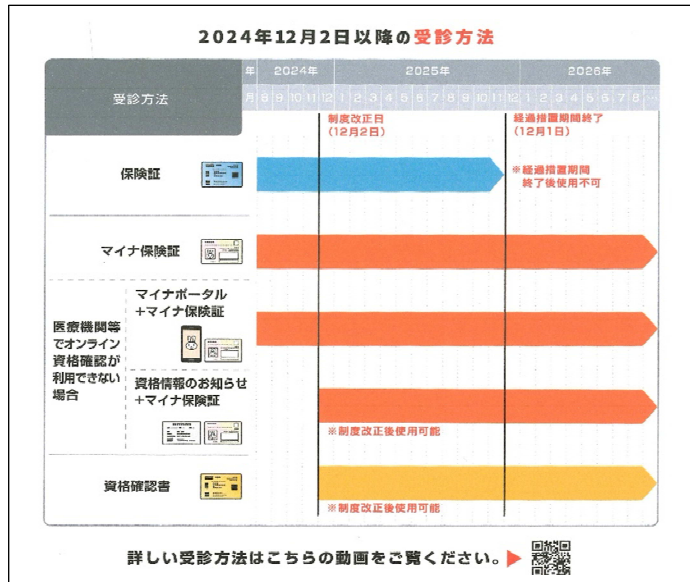 2024年12月2日以降の受診方法
受診方法
年 2024年 2025年 2026年
月 8 9 10 11 12 1 2 3 4 5 6 7 8 9 10 11 12 1 2 3 4 5 6 7 8 …
制度改正日
(12月2日)
経過措置期間終了
(12月1日)
保険証
※経過措置期間
終了後使用不可
マイナ保険証
医療機関等
でオンライン
資格確認が
利用できない
場合
マイナポータル
+マイナ保険証
資格情報のお知らせ
+マイナ保険証
※制度改正後使用可能
資格確認書
※制度改正後使用可能
詳しい受診方法はこちらの動画をご覧ください。